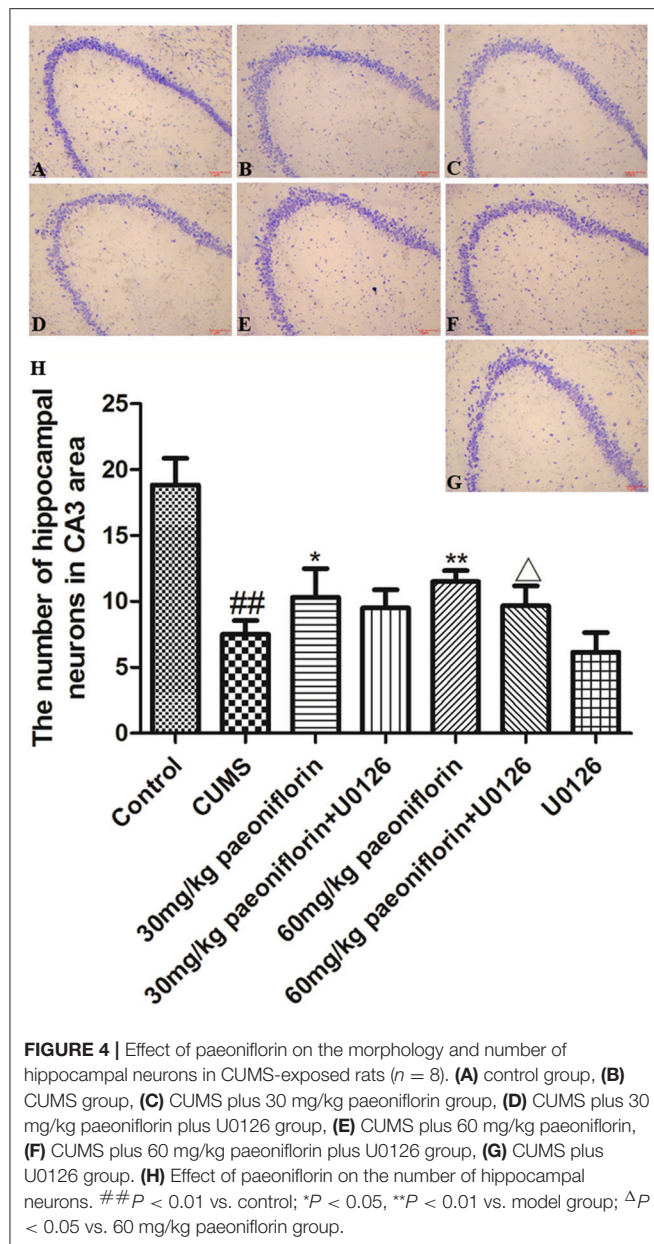 A
B
C
D
E
F
H
G
The number of hippocampal
neurons in CA3 area
25
20
15
10
5
0
##
*
**
△
Control
CUMS
30mg/kg paeoniflorin
30mg/kg paeoniflorin+U0126
60mg/kg paeoniflorin
60mg/kg paeoniflorin+U0126
U0126
FIGURE 4 | Effect of paeoniflorin on the morphology and number of
hippocampal neurons in CUMS-exposed rats (n = 8). (A) control group, (B)
CUMS group, (C) CUMS plus 30 mg/kg paeoniflorin group, (D) CUMS plus 30
mg/kg paeoniflorin plus U0126 group, (E) CUMS plus 60 mg/kg paeoniflorin,
(F) CUMS plus 60 mg/kg paeoniflorin plus U0126 group, (G) CUMS plus
U0126 group. (H) Effect of paeoniflorin on the number of hippocampal
neurons. ##P < 0.01 vs. control; *P < 0.05, **P < 0.01 vs. model group; ΔP
< 0.05 vs. 60 mg/kg paeoniflorin group.